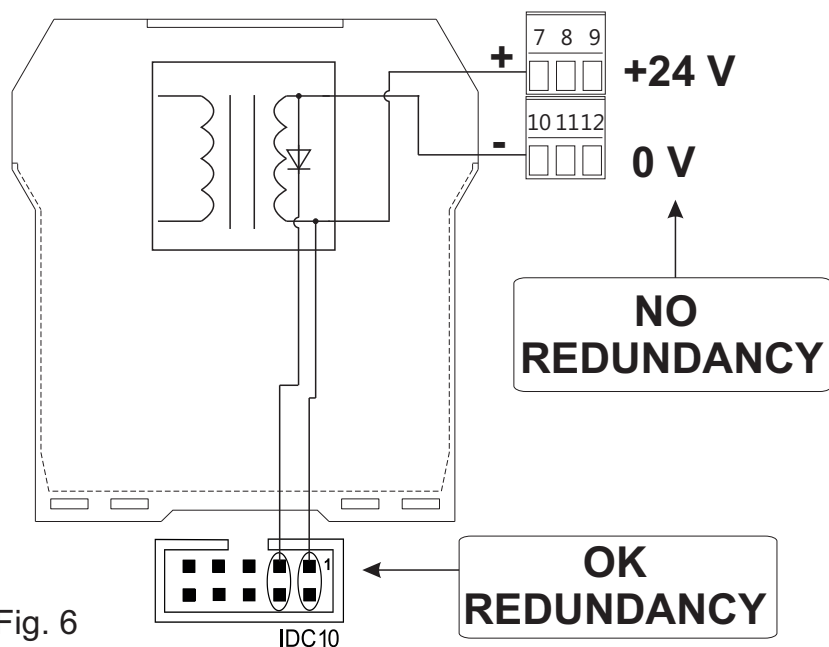 7 8 9
+
+24 V
10 11 12
-
0 V
NO
REDUNDANCY
1
OK
REDUNDANCY
Fig. 6
IDC10